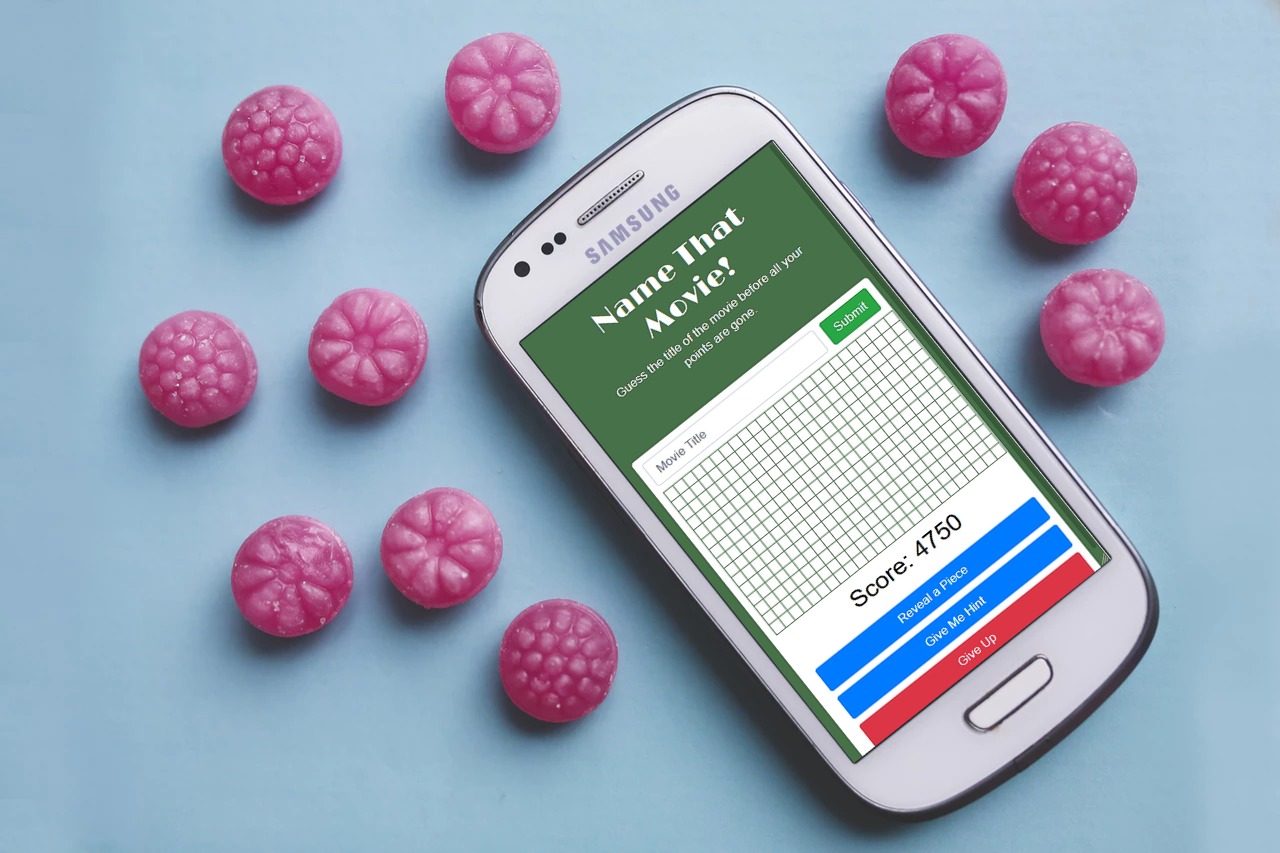 SAMSUNG
Name That
Movie!
Guess the title of the movie before all your
points are gone.
Movie Title
Submit
Score: 4750
Reveal a Piece
Give Me Hint
Give Up